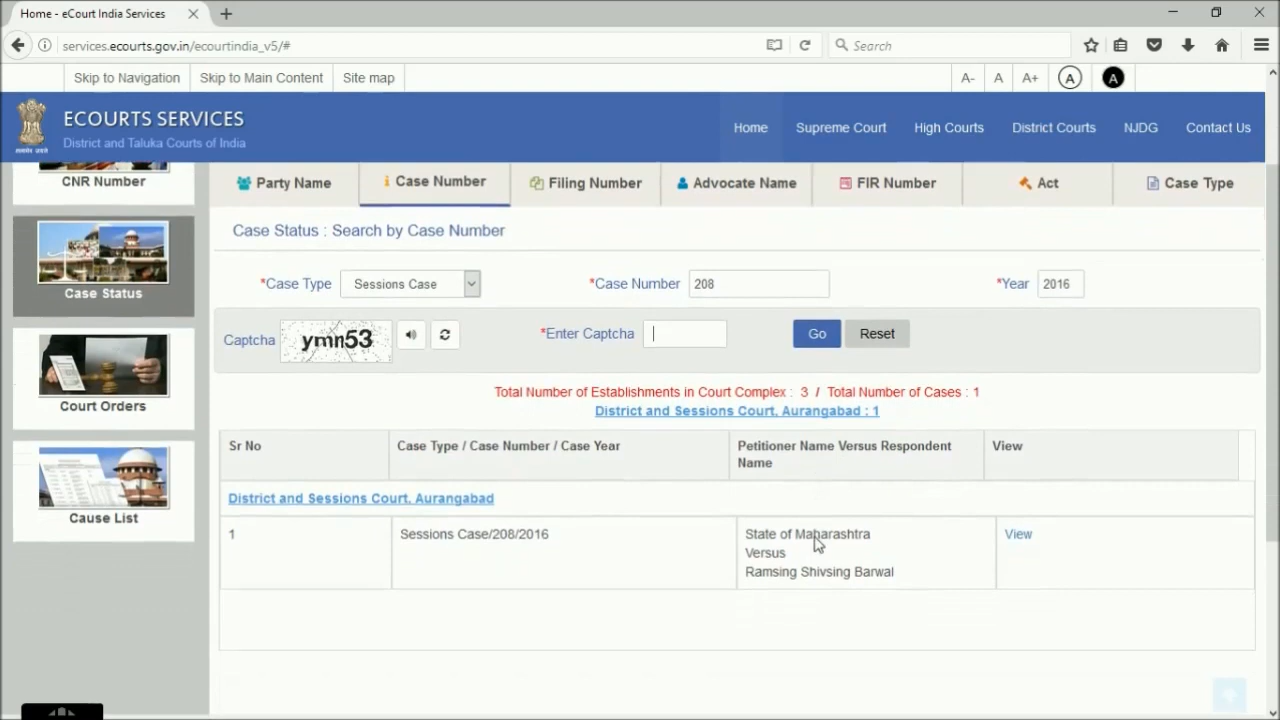 Home - eCourt India Services
services.ecourts.gov.in/ecourtindia_v5/#
Search
Skip to Navigation
Skip to Main Content
Site map
A-
A
A+
A
A
ECOURTS SERVICES
District and Taluka Courts of India
Home
Supreme Court
High Courts
District Courts
NJDG
Contact Us
CNR Number
Case Status
Court Orders
Cause List
Party Name
Case Number
Filing Number
Advocate Name
FIR Number
Act
Case Type
Case Status : Search by Case Number
*Case Type
Sessions Case
*Case Number
208
*Year
2016
Captcha
ymn53
*Enter Captcha
Go
Reset
Total Number of Establishments in Court Complex : 3 / Total Number of Cases : 1
District and Sessions Court, Aurangabad : 1
Sr No
Case Type / Case Number / Case Year
Petitioner Name Versus Respondent
Name
View
District and Sessions Court, Aurangabad
1
Sessions Case/208/2016
State of Maharashtra
Versus
Ramsing Shivsing Barwal
View